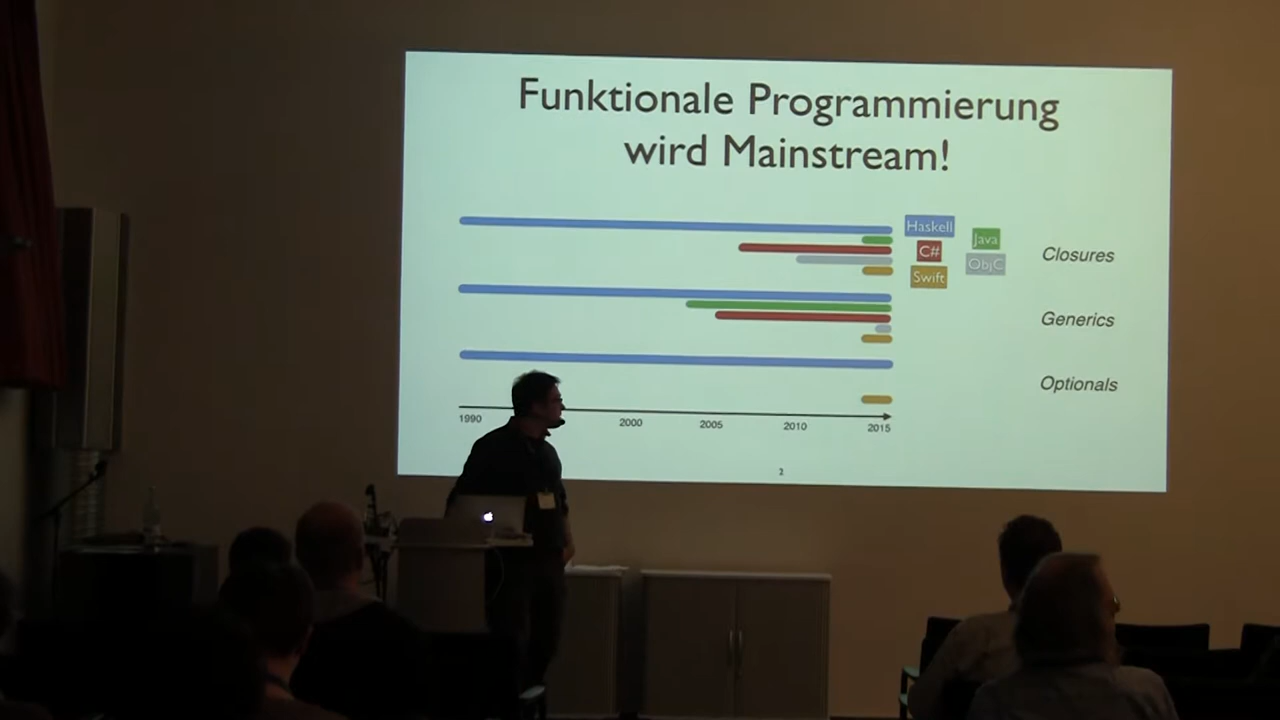 Funktionale Programmierung
wird Mainstream!
Haskell
Java
C#
ObjC
Swift
Closures
Generics
Optionals
1990
2000
2005
2010
2015
2